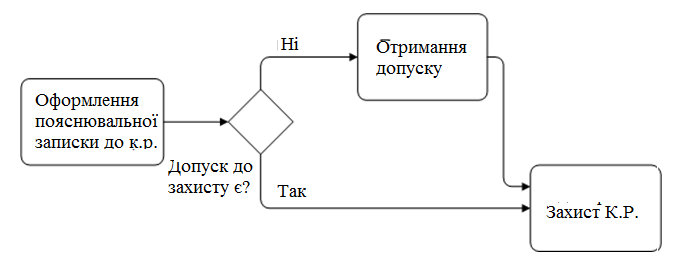 Ні
Отримання
допуску
Оформлення
пояснювальної
записки до к.р.
Допуск до
захисту є?
Так
Захист К.Р.